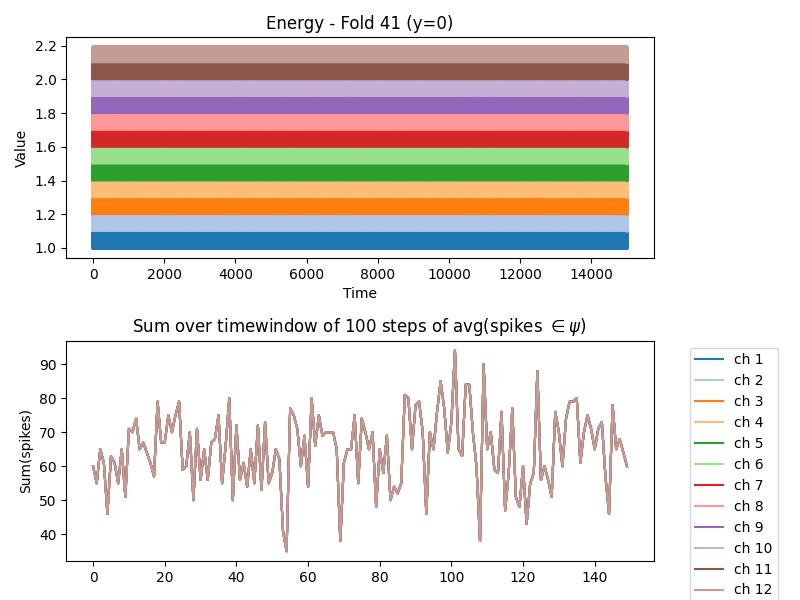 Energy - Fold 41 (y=0)
Value
2.2
2.0
1.8
1.6
1.4
1.2
1.0
0 2000 4000 6000 8000 10000 12000 14000
Time
Sum over timewindow of 100 steps of avg(spikes ∈ ψ)
Sum(spikes)
90
80
70
60
50
40
0 20 40 60 80 100 120 140
ch 1
ch 2
ch 3
ch 4
ch 5
ch 6
ch 7
ch 8
ch 9
ch 10
ch 11
ch 12